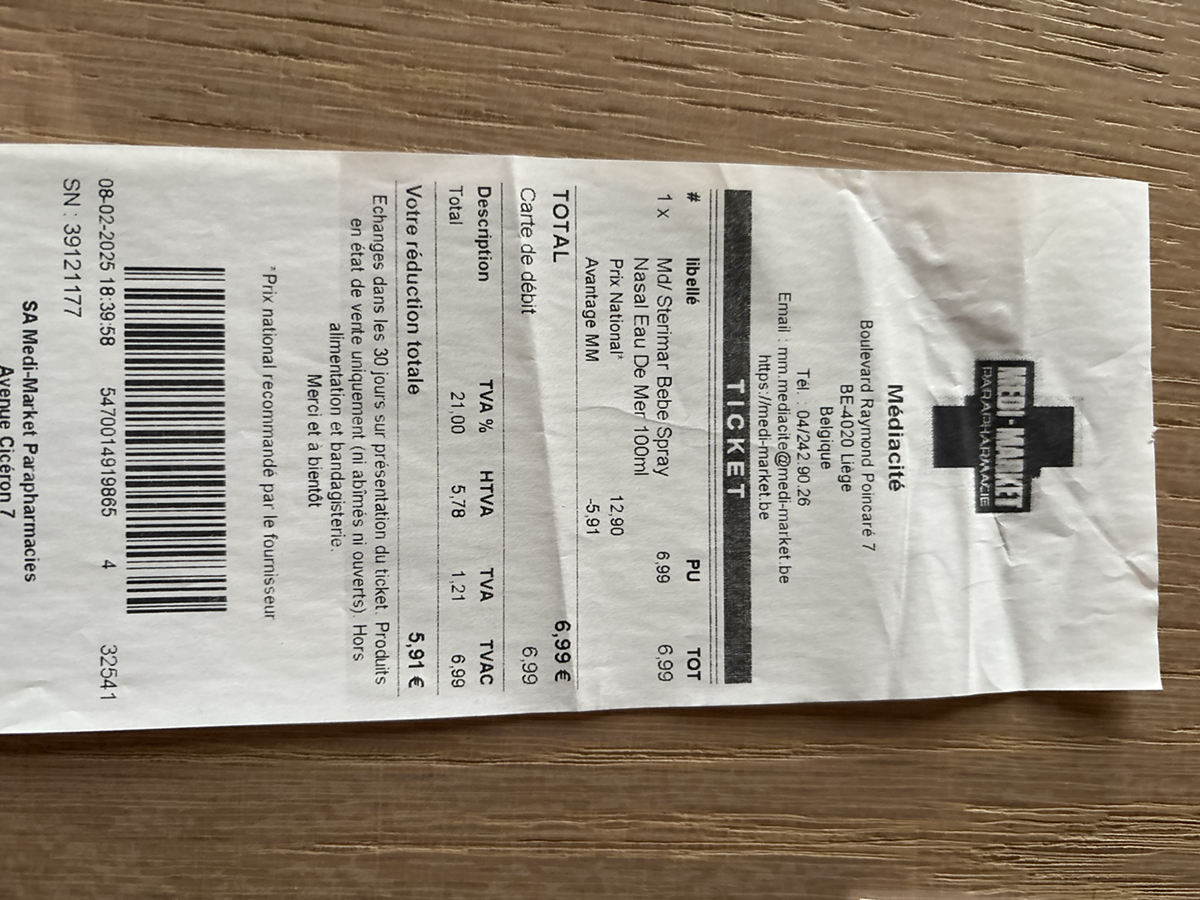 MEDI-MARKET
PARAPHARMACIE
Médiacité
Boulevard Raymond Poincaré 7
BE-4020 Liège
Belgique
Tél. : 04/242.90.26
Email : mm.mediacite@medi-market.be
https://medi-market.be
TICKET
# libellé PU TOT
1 x Md/ Sterimar Bebe Spray 6,99 6,99
Nasal Eau De Mer 100ml
Prix National* 12,90
Avantage MM -5,91
TOTAL 6,99 €
Carte de débit 6,99
Description TVA % HTVA TVA TVAC
Total 21,00 5,78 1,21 6,99
Votre réduction totale 5,91 €
Echanges dans les 30 jours sur présentation du ticket. Produits
en état de vente uniquement (ni abîmés ni ouverts). Hors
alimentation et bandagisterie.
Merci et à bientôt
*Prix national recommandé par le fournisseur
08-02-2025 18:39:58 5470014919865 4 32541
SN : 39121177
SA Medi-Market Parapharmacies
Avenue Cicéron 7